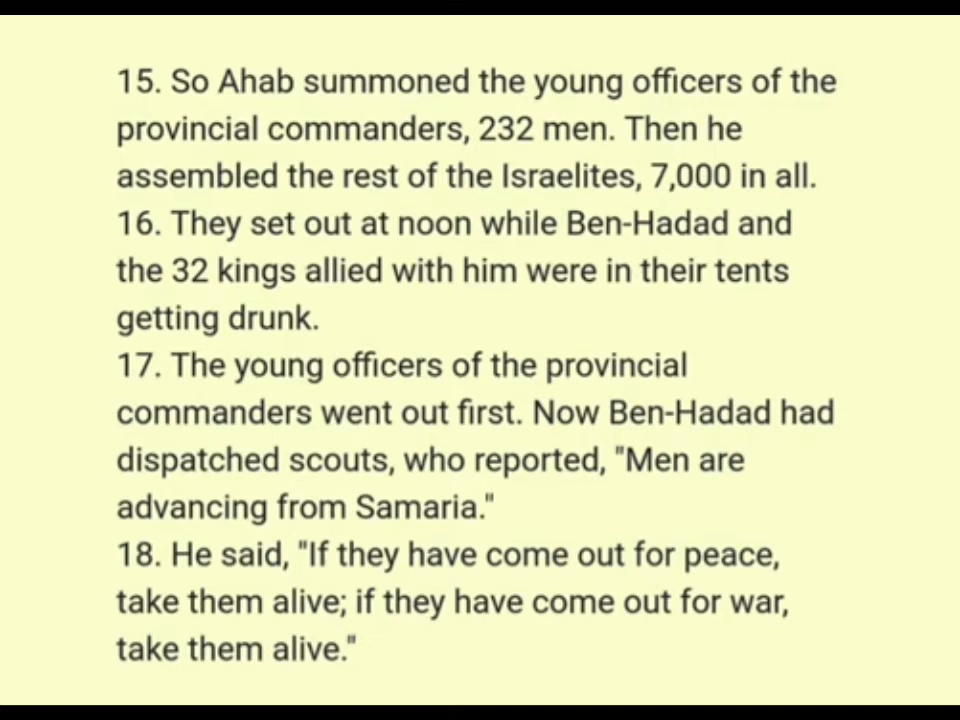 15. So Ahab summoned the young officers of the
provincial commanders, 232 men. Then he
assembled the rest of the Israelites, 7,000 in all.
16. They set out at noon while Ben-Hadad and
the 32 kings allied with him were in their tents
getting drunk.
17. The young officers of the provincial
commanders went out first. Now Ben-Hadad had
dispatched scouts, who reported, "Men are
advancing from Samaria."
18. He said, "If they have come out for peace,
take them alive; if they have come out for war,
take them alive."